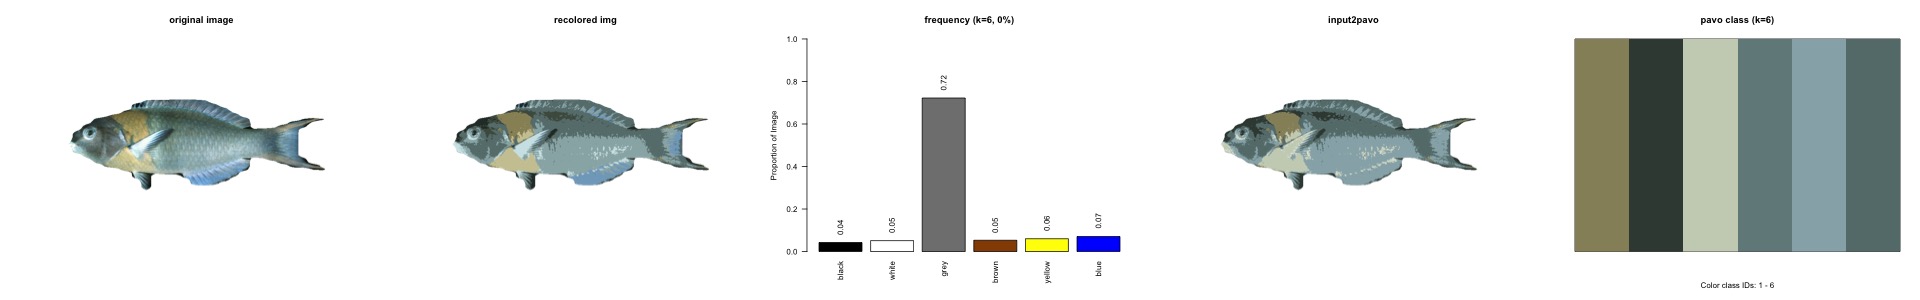 original image
recolored img
frequency (k=6, 0%)
input2pavo
pavo class (k=6)
Proportion of Image
1.0
0.8
0.6
0.4
0.2
0.0
0.04
0.05
0.72
0.05
0.06
0.07
black
white
grey
brown
yellow
blue
Color class IDs: 1 - 6